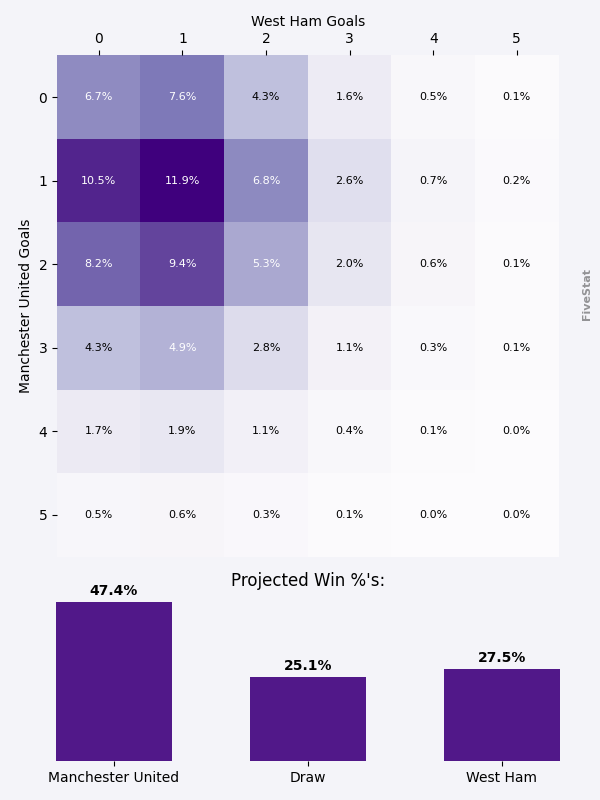 West Ham Goals
0 1 2 3 4 5
0 6.7% 7.6% 4.3% 1.6% 0.5% 0.1%
1 10.5% 11.9% 6.8% 2.6% 0.7% 0.2%
2 8.2% 9.4% 5.3% 2.0% 0.6% 0.1%
3 4.3% 4.9% 2.8% 1.1% 0.3% 0.1%
4 1.7% 1.9% 1.1% 0.4% 0.1% 0.0%
5 0.5% 0.6% 0.3% 0.1% 0.0% 0.0%
Manchester United Goals
FiveStat
Projected Win %'s:
47.4% 25.1% 27.5%
Manchester United Draw West Ham